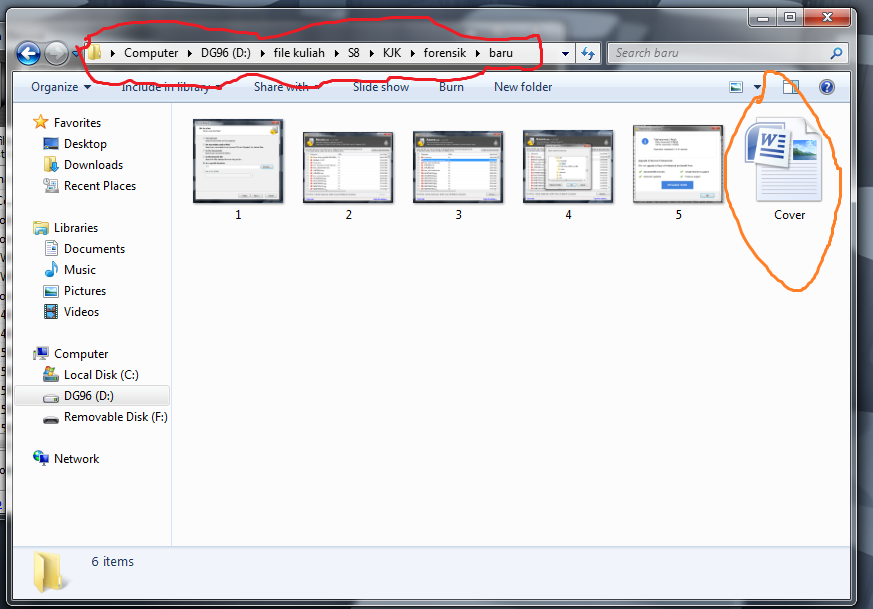 Computer DG96 (D:) file kuliah S8 KJK forensik baru
Search baru
Organize Include in library Share with Slide show Burn New folder
Favorites
Desktop
Downloads
Recent Places
Libraries
Documents
Music
Pictures
Videos
Computer
Local Disk (C:)
DG96 (D:)
Removable Disk (F:)
Network
1 2 3 4 5 Cover
6 items